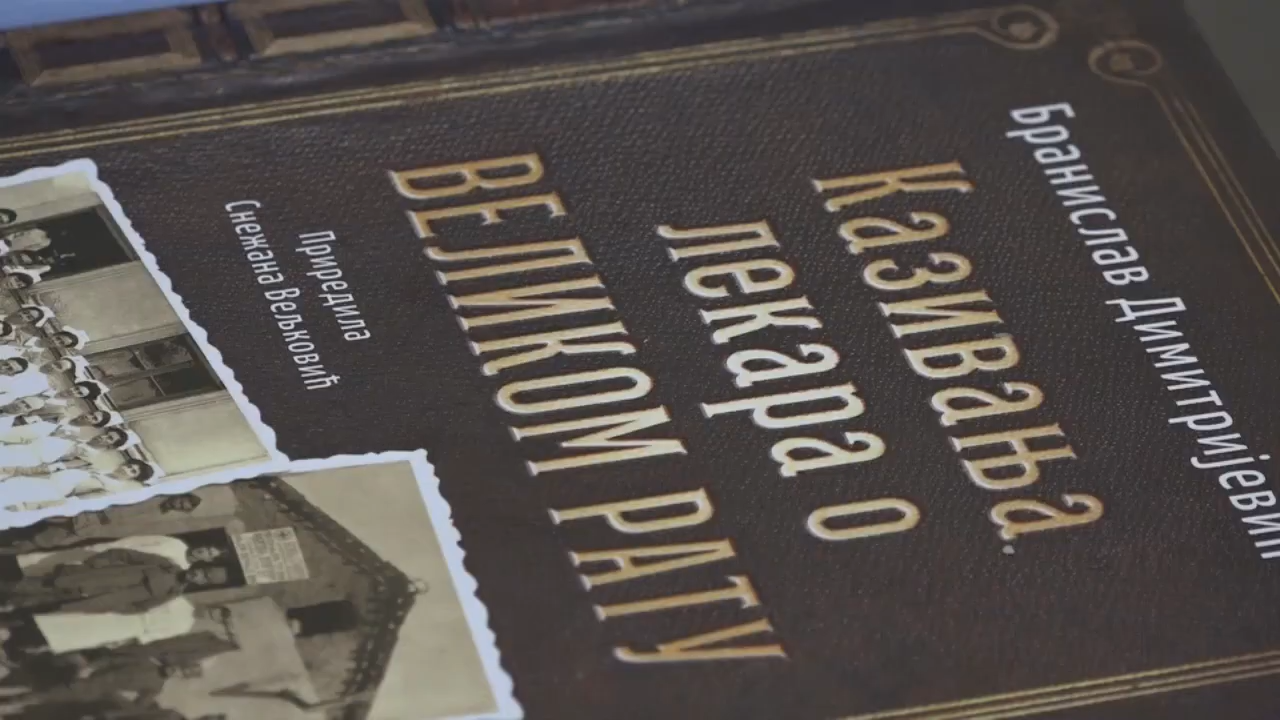 Бранислав Димитријевић
Казивања
лекара о
ВЕЛИКОМ РАТУ
Приредила
Снежана Вељковић